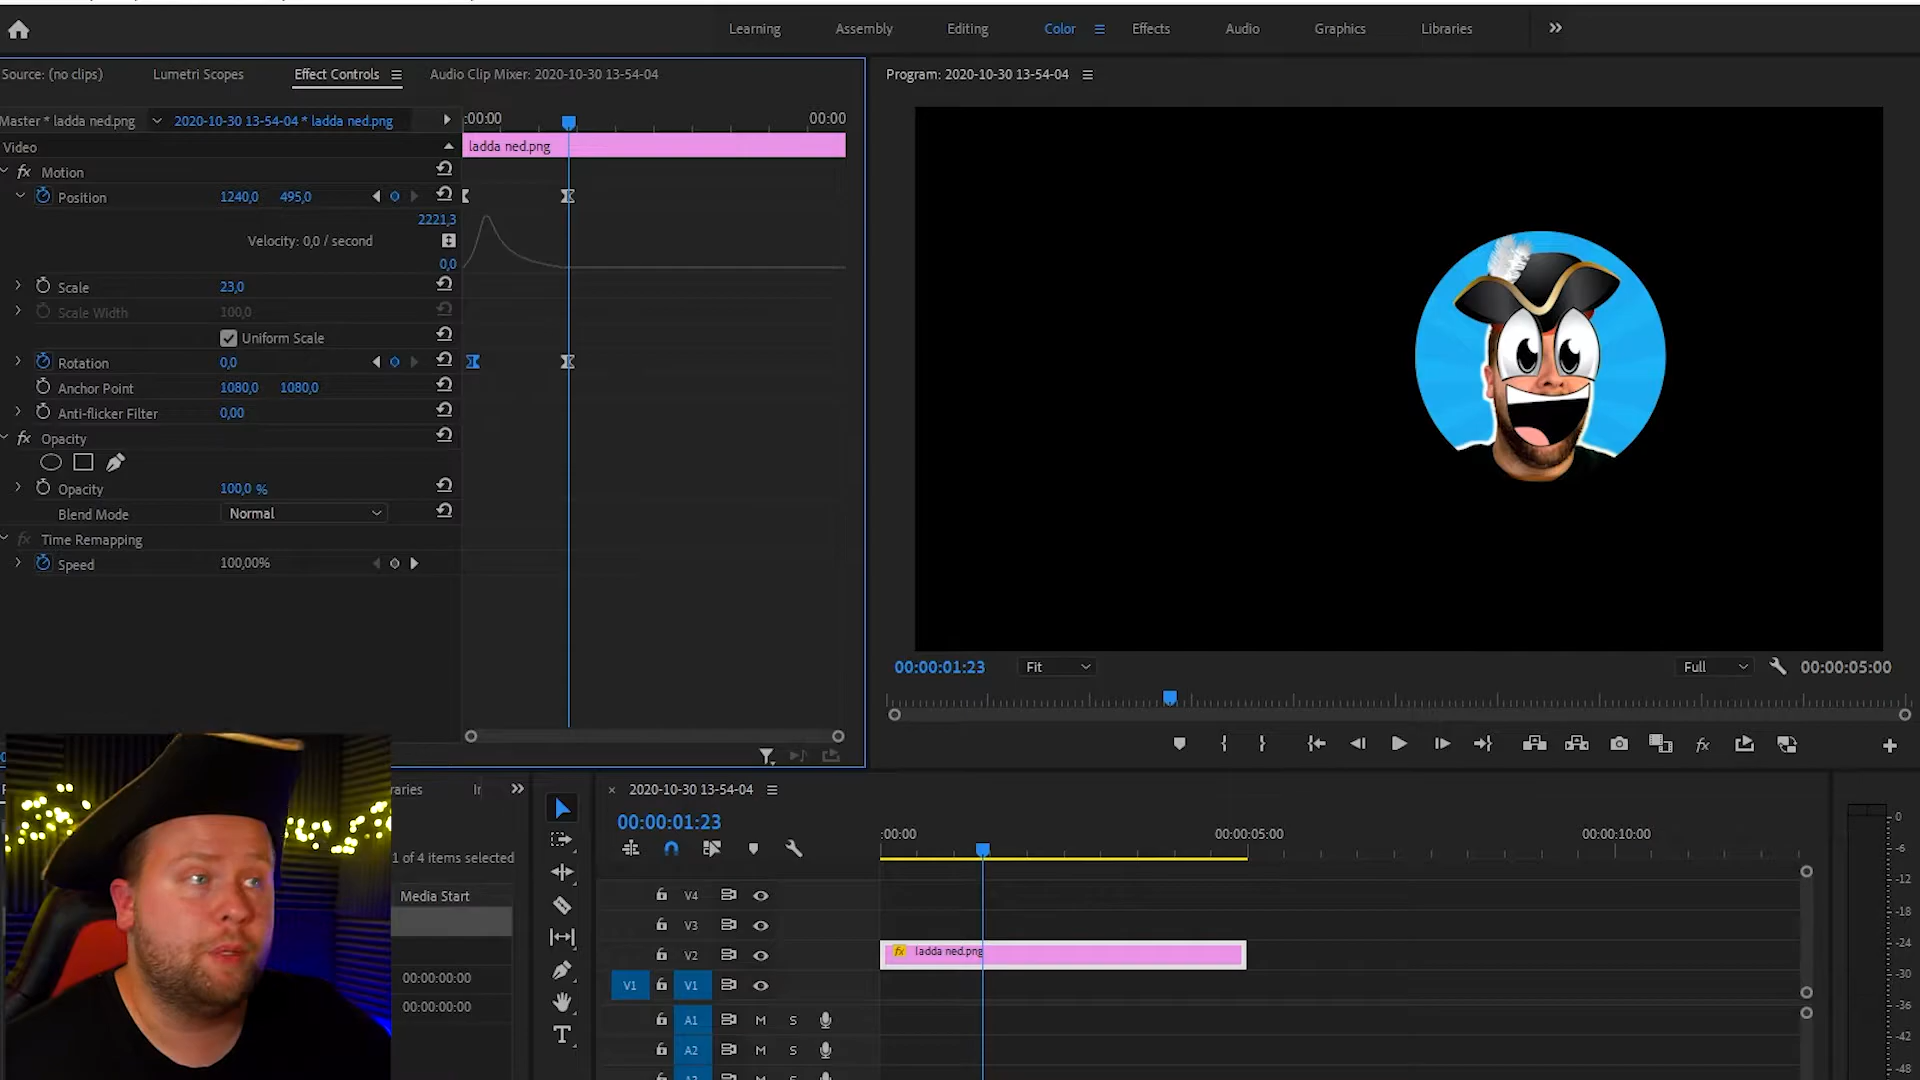 Learning Assembly Editing Color Effects Audio Graphics Libraries
Source: (no clips) Lumetri Scopes Effect Controls Audio Clip Mixer: 2020-10-30 13-54-04
Program: 2020-10-30 13-54-04
Master * ladda ned.png 2020-10-30 13-54-04 * ladda ned.png
:00:00 00:00
Video
ladda ned.png
fx Motion
Position 1240,0 495,0
2221,3
Velocity: 0,0 / second
0,0
Scale 23,0
Scale Width 100,0
Uniform Scale
Rotation 0,0
Anchor Point 1080,0 1080,0
Anti-flicker Filter 0,00
fx Opacity
Opacity 100,0 %
Blend Mode Normal
fx Time Remapping
Speed 100,00%
00:00:01:23 Fit Full 00:00:05:00
fx
raries
1 of 4 items selected
Media Start
00:00:00:00
00:00:00:00
2020-10-30 13-54-04
00:00:01:23
:00:00 00:00:05:00 00:00:10:00
V4
V3
V2
fx ladda ned.png
V1 V1
A1 M S
A2 M S
0
-6
-12
-18
-24
-30
-36
-42
-48